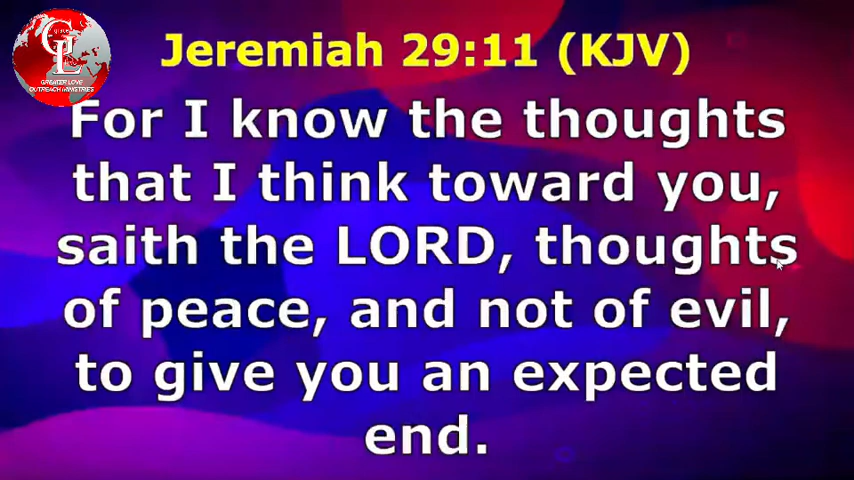 Jeremiah 29:11 (KJV)
GL
GREATER LOVE
OUTREACH MINISTRIES
For I know the thoughts
that I think toward you,
saith the LORD, thoughts
of peace, and not of evil,
to give you an expected
end.